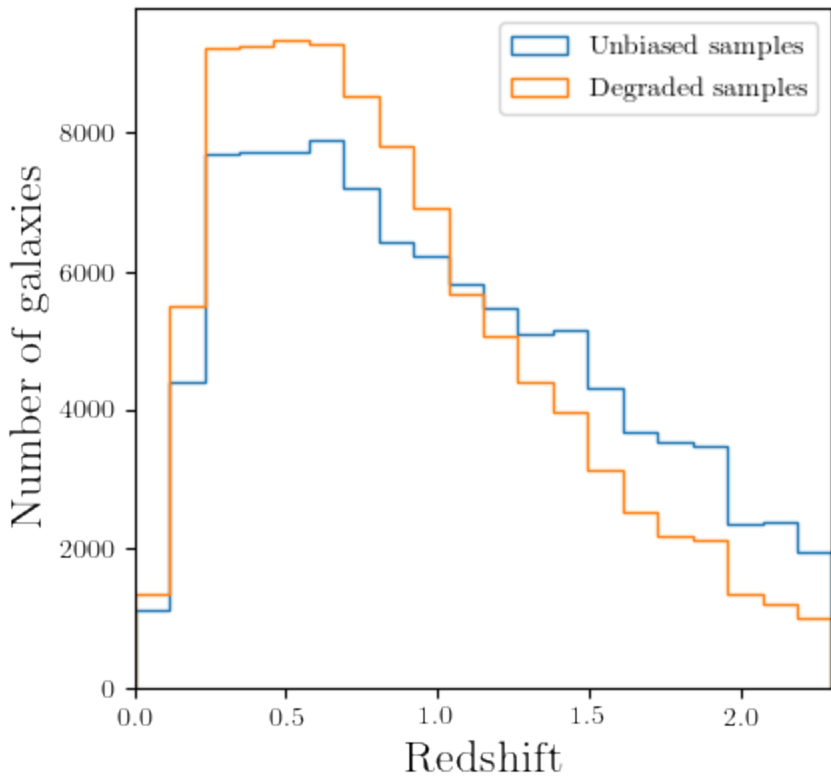 Unbiased samples
Degraded samples
Number of galaxies
8000
6000
4000
2000
0
0.0 0.5 1.0 1.5 2.0
Redshift